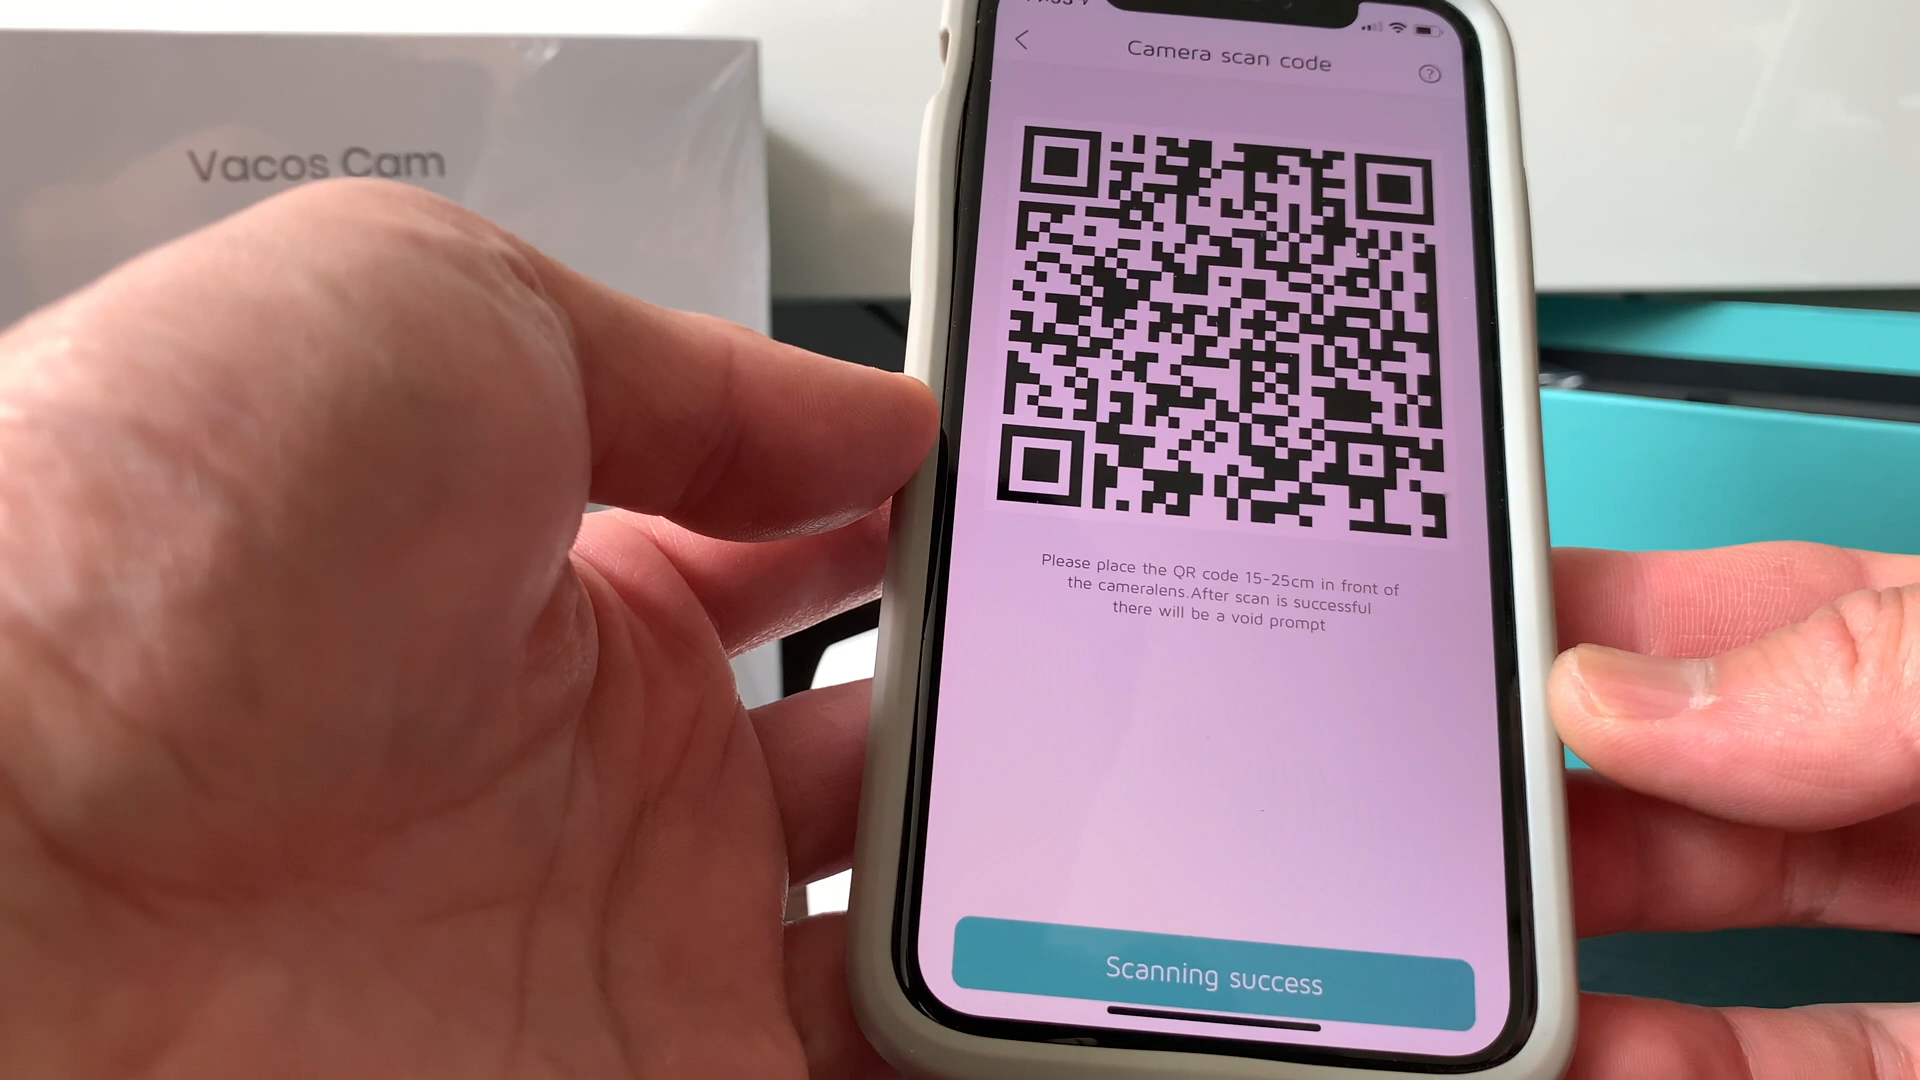 Vacos Cam
Camera scan code
?
Please place the QR code 15-25cm in front of
the cameralens.After scan is successful
there will be a void prompt
Scanning success